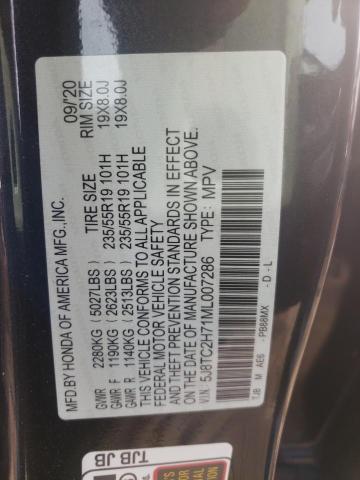 MFD. BY HONDA OF AMERICA MFG., INC. 09/'20
TIRE SIZE RIM SIZE
GVWR 2280KG (5027LBS)
GAWR F 1190KG (2623LBS) 235/55R19 101H 19X8.0J
GAWR R 1140KG (2513LBS) 235/55R19 101H 19X8.0J
THIS VEHICLE CONFORMS TO ALL APPLICABLE
FEDERAL MOTOR VEHICLE SAFETY
AND THEFT PREVENTION STANDARDS IN EFFECT
ON THE DATE OF MANUFACTURE SHOWN ABOVE.
VIN: 5J8TC2H71ML007286 TYPE: MPV
TJB M AE6 - PB88MX - D - L
TJB JB